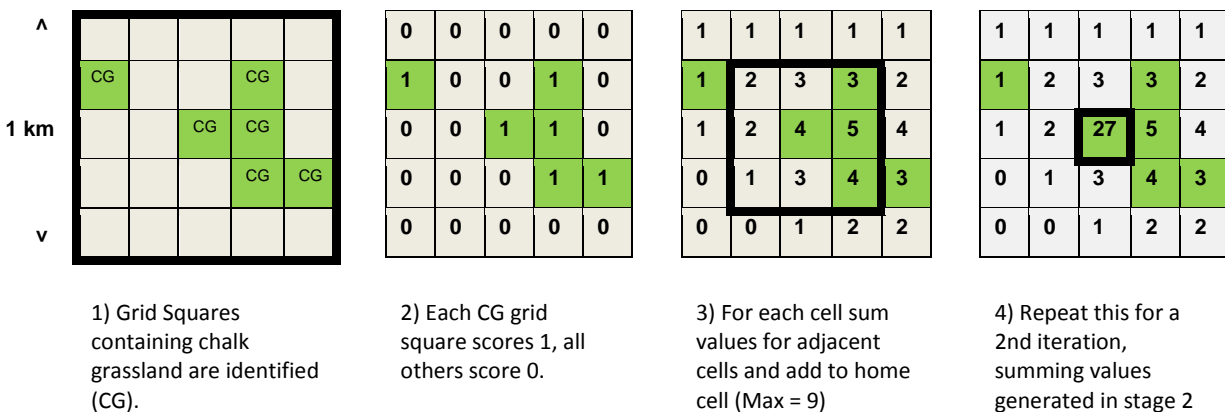 ^
1 km
v
CG CG
CG CG
CG CG
0 0 0 0 0
1 0 0 1 0
0 0 1 1 0
0 0 0 1 1
0 0 0 0 0
1 1 1 1 1
1 2 3 3 2
1 2 4 5 4
0 1 3 4 3
0 0 1 2 2
1 1 1 1 1
1 2 3 3 2
1 2 27 5 4
0 1 3 4 3
0 0 1 2 2
1) Grid Squares
containing chalk
grassland are identified
(CG).
2) Each CG grid
square scores 1, all
others score 0.
3) For each cell sum
values for adjacent
cells and add to home
cell (Max = 9)
4) Repeat this for a
2nd iteration,
summing values
generated in stage 2